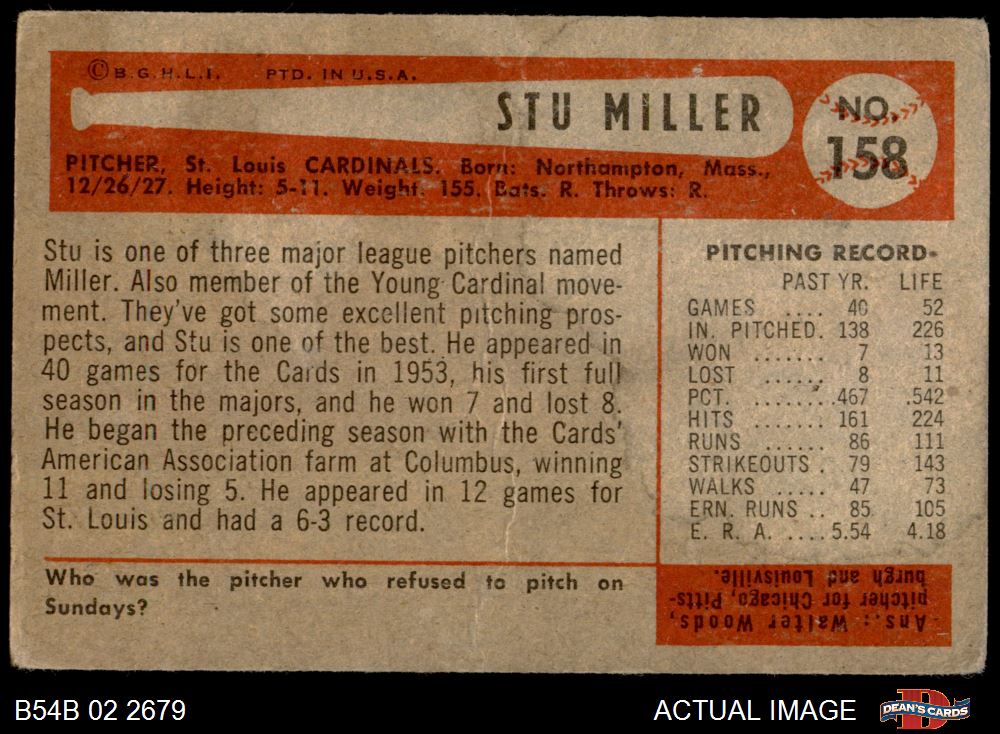 © B.G.H.L.I. PTD. IN U.S.A.
STU MILLER
NO.
158
PITCHER, St. Louis CARDINALS. Born: Northampton, Mass.,
12/26/27. Height: 5-11. Weight. 155. Bats. R. Throws: R.
Stu is one of three major league pitchers named
Miller. Also member of the Young Cardinal move-
ment. They've got some excellent pitching pros-
pects, and Stu is one of the best. He appeared in
40 games for the Cards in 1953, his first full
season in the majors, and he won 7 and lost 8.
He began the preceding season with the Cards'
American Association farm at Columbus, winning
11 and losing 5. He appeared in 12 games for
St. Louis and had a 6-3 record.
Who was the pitcher who refused to pitch on
Sundays?
PITCHING RECORD
PAST YR. LIFE
GAMES .... 40 52
IN. PITCHED. 138 226
WON ....... 7 13
LOST ...... 8 11
PCT. ........467 .542
HITS ....... 161 224
RUNS ...... 86 111
STRIKEOUTS . 79 143
WALKS ..... 47 73
ERN. RUNS .. 85 105
E. R. A. ....5.54 4.18
Ans.: Walter Woods,
pitcher for Chicago, Pitts-
burgh and Louisville.
B54B 02 2679
ACTUAL IMAGE
D
DEAN'S CARDS